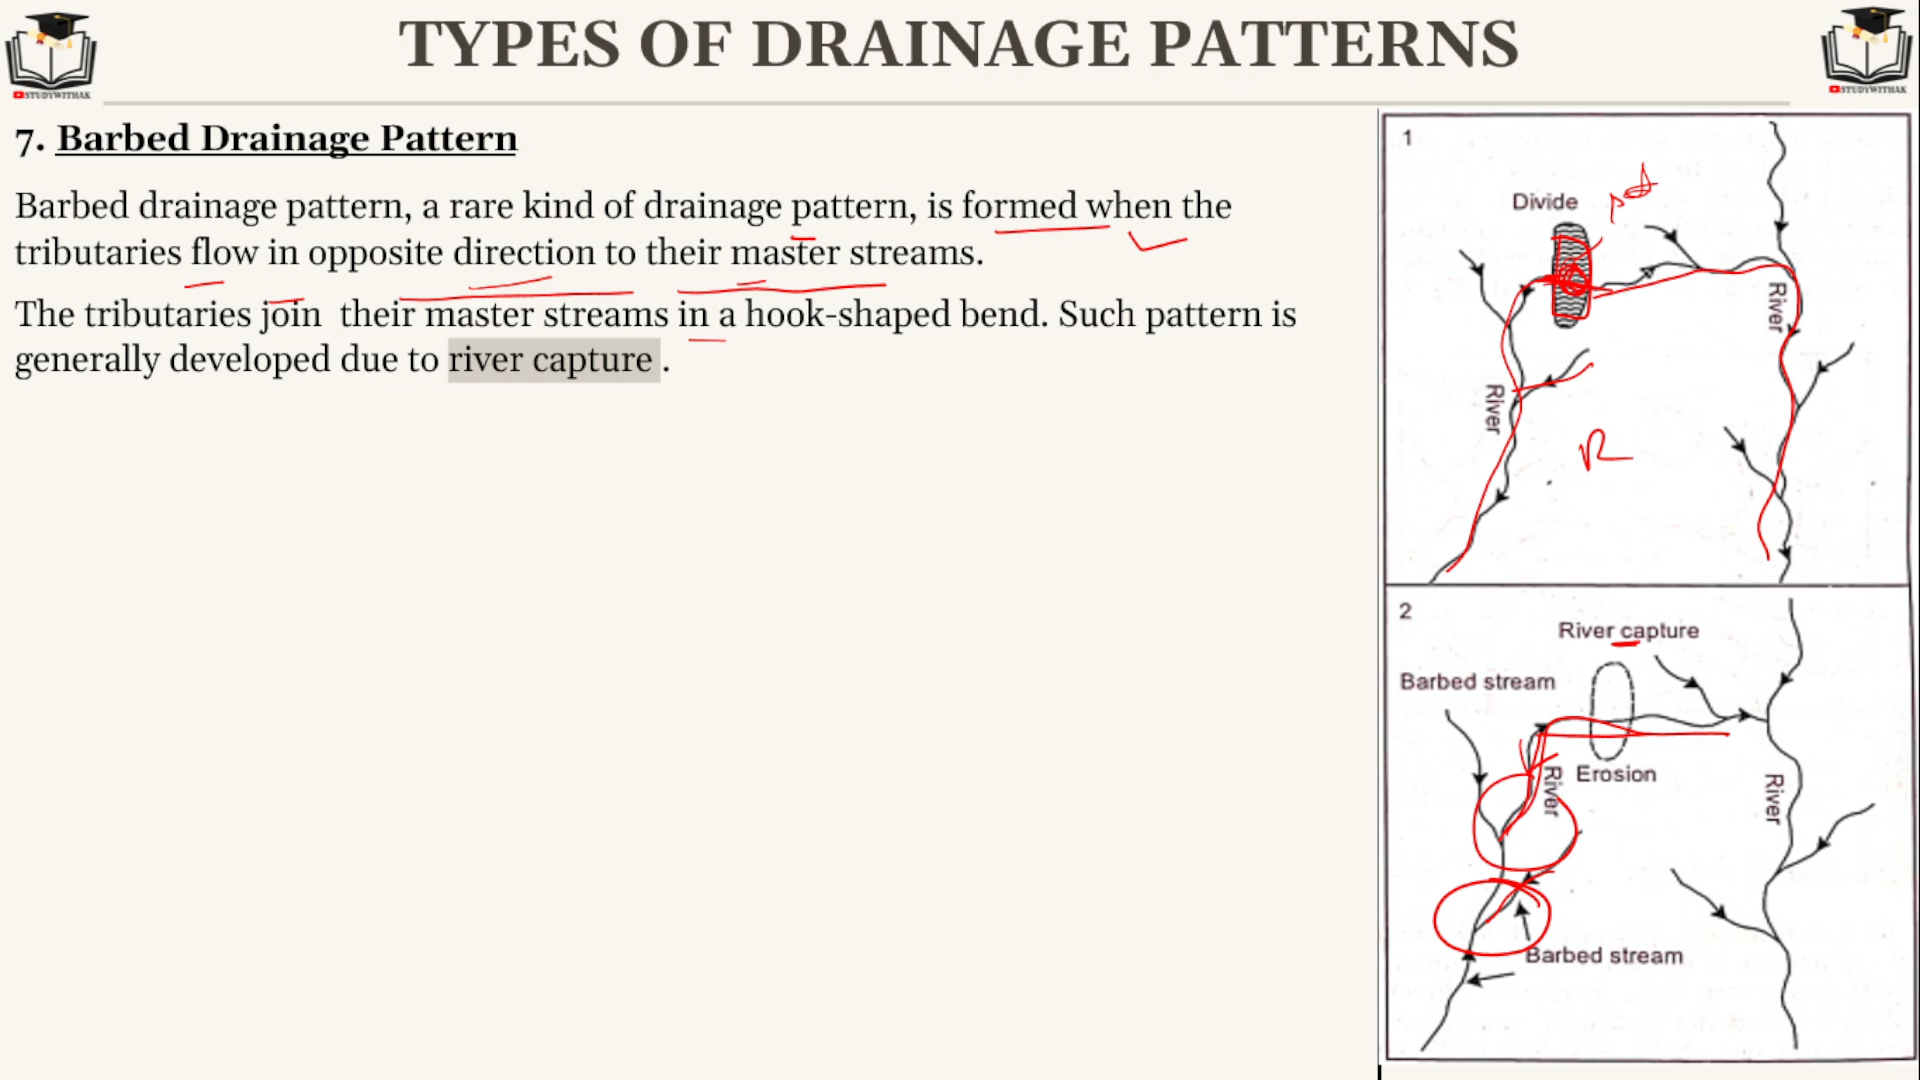 TYPES OF DRAINAGE PATTERNS
STUDYWITHAK
STUDYWITHAK
7. Barbed Drainage Pattern
Barbed drainage pattern, a rare kind of drainage pattern, is formed when the
tributaries flow in opposite direction to their master streams.
The tributaries join their master streams in a hook-shaped bend. Such pattern is
generally developed due to river capture .
1
Divide
River
River
R
2
River capture
Barbed stream
River
Erosion
River
Barbed stream